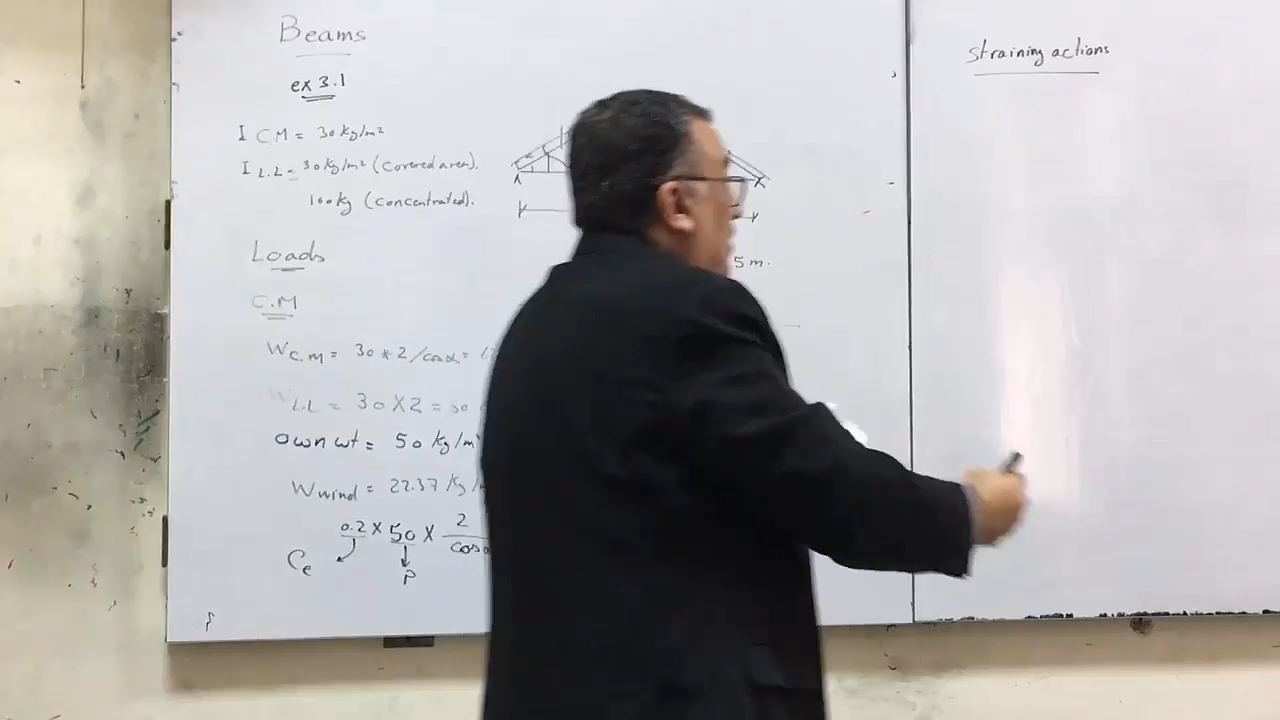 Beams
ex 3.1
I C.M = 30 kg/m²
I L.L = 30 kg/m² (Covered area).
100 kg (Concentrated).
A
5 m.
Loads
C.M
W C.M = 30 * 2 / cosα =
W L.L = 30 X 2 =
Own wt = 50 kg/m
W wind = 22.37 kg/
0.2 X 50 X 2 / cosα
Ce
P
Straining actions